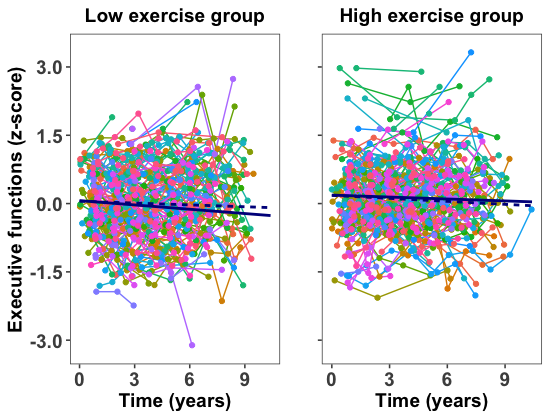 Low exercise group
High exercise group
Executive functions (z-score)
3.0
1.5
0.0
-1.5
-3.0
0 3 6 9
0 3 6 9
Time (years)
Time (years)